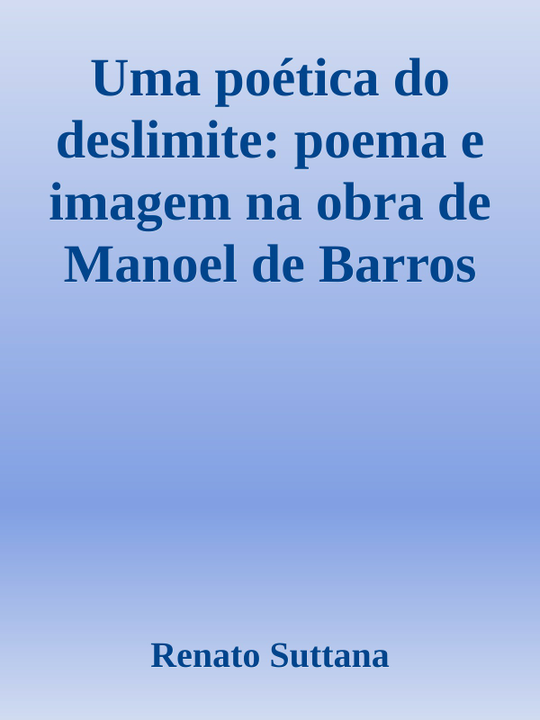 Uma poética do
deslimite: poema e
imagem na obra de
Manoel de Barros
Renato Suttana